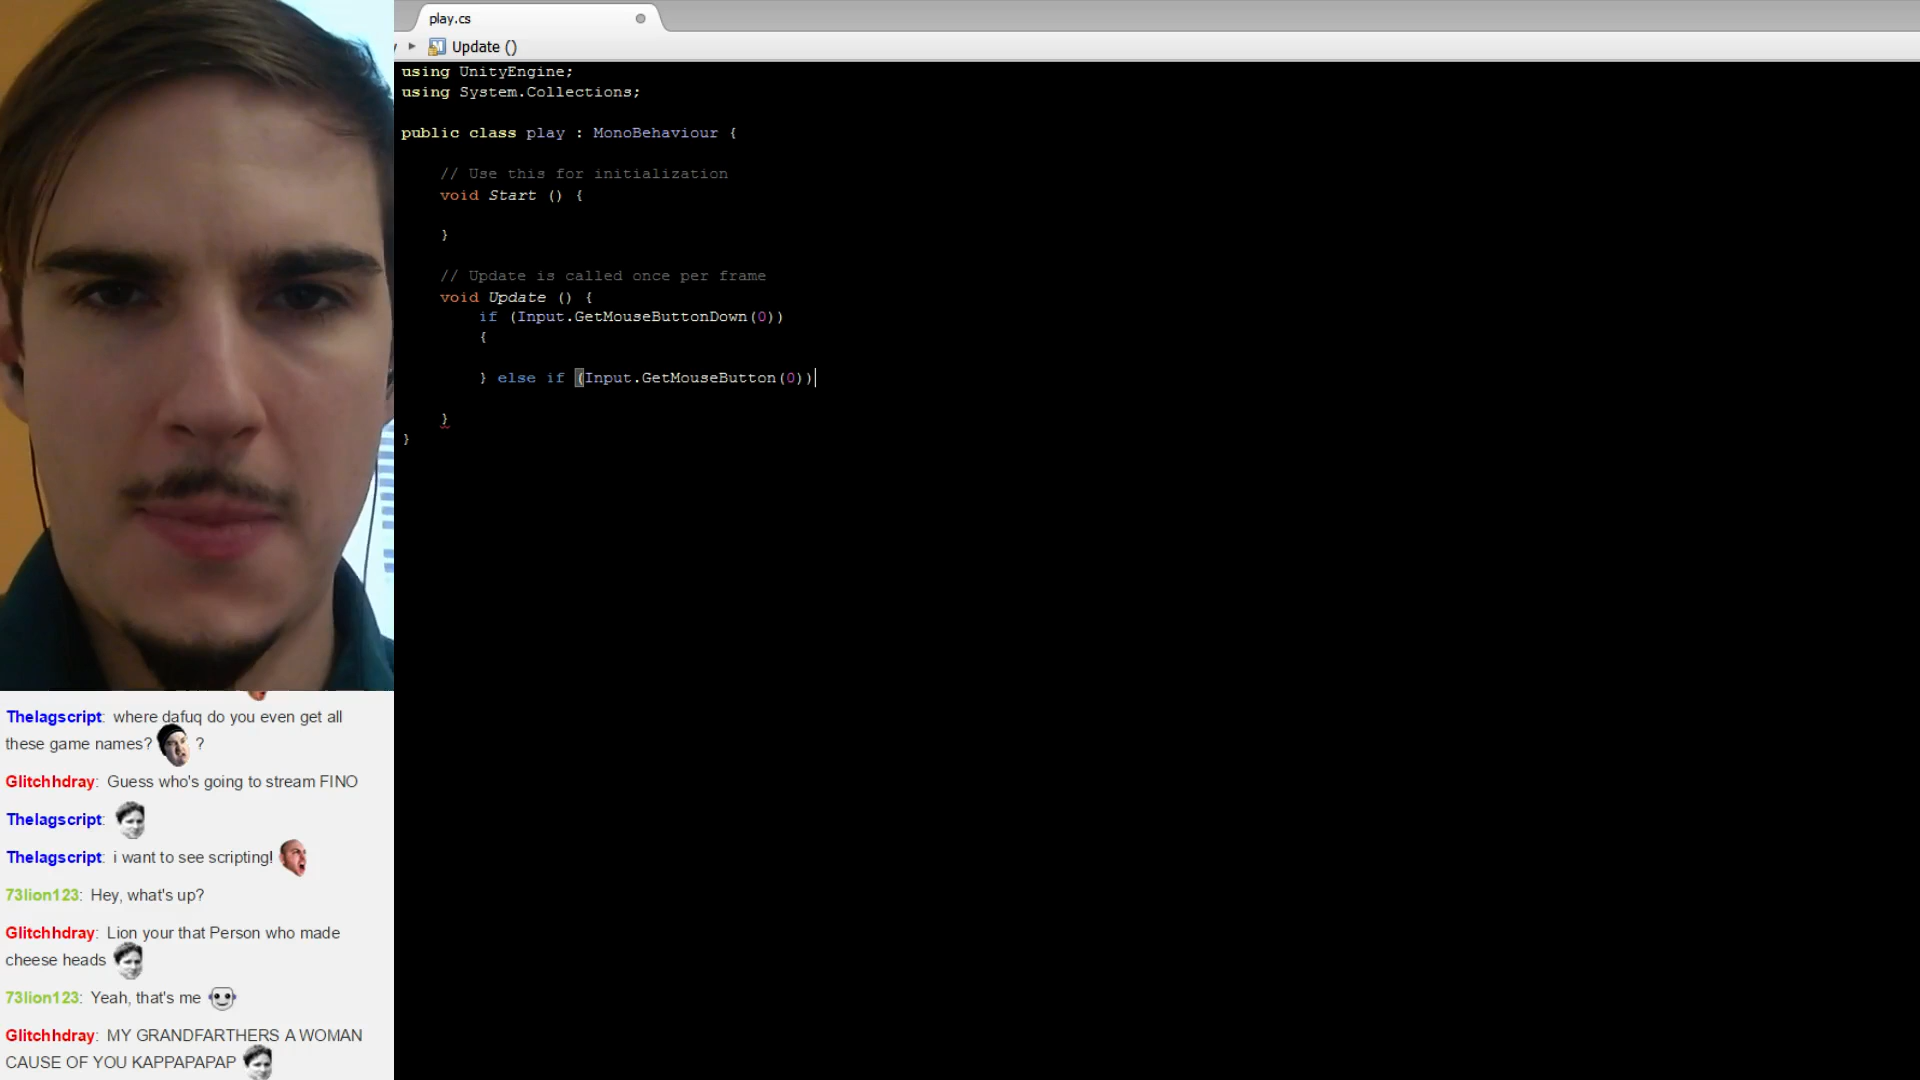 play.cs
Update ()
using UnityEngine;
using System.Collections;
public class play : MonoBehaviour {
// Use this for initialization
void Start () {
}
// Update is called once per frame
void Update () {
if (Input.GetMouseButtonDown(0))
{
} else if (Input.GetMouseButton(0))
}
}
Thelagscript: where dafuq do you even get all
these game names? ?
Glitchhdray: Guess who's going to stream FINO
Thelagscript:
Thelagscript: i want to see scripting!
73lion123: Hey, what's up?
Glitchhdray: Lion your that Person who made
cheese heads
73lion123: Yeah, that's me
Glitchhdray: MY GRANDFARTHERS A WOMAN
CAUSE OF YOU KAPPAPAPAP